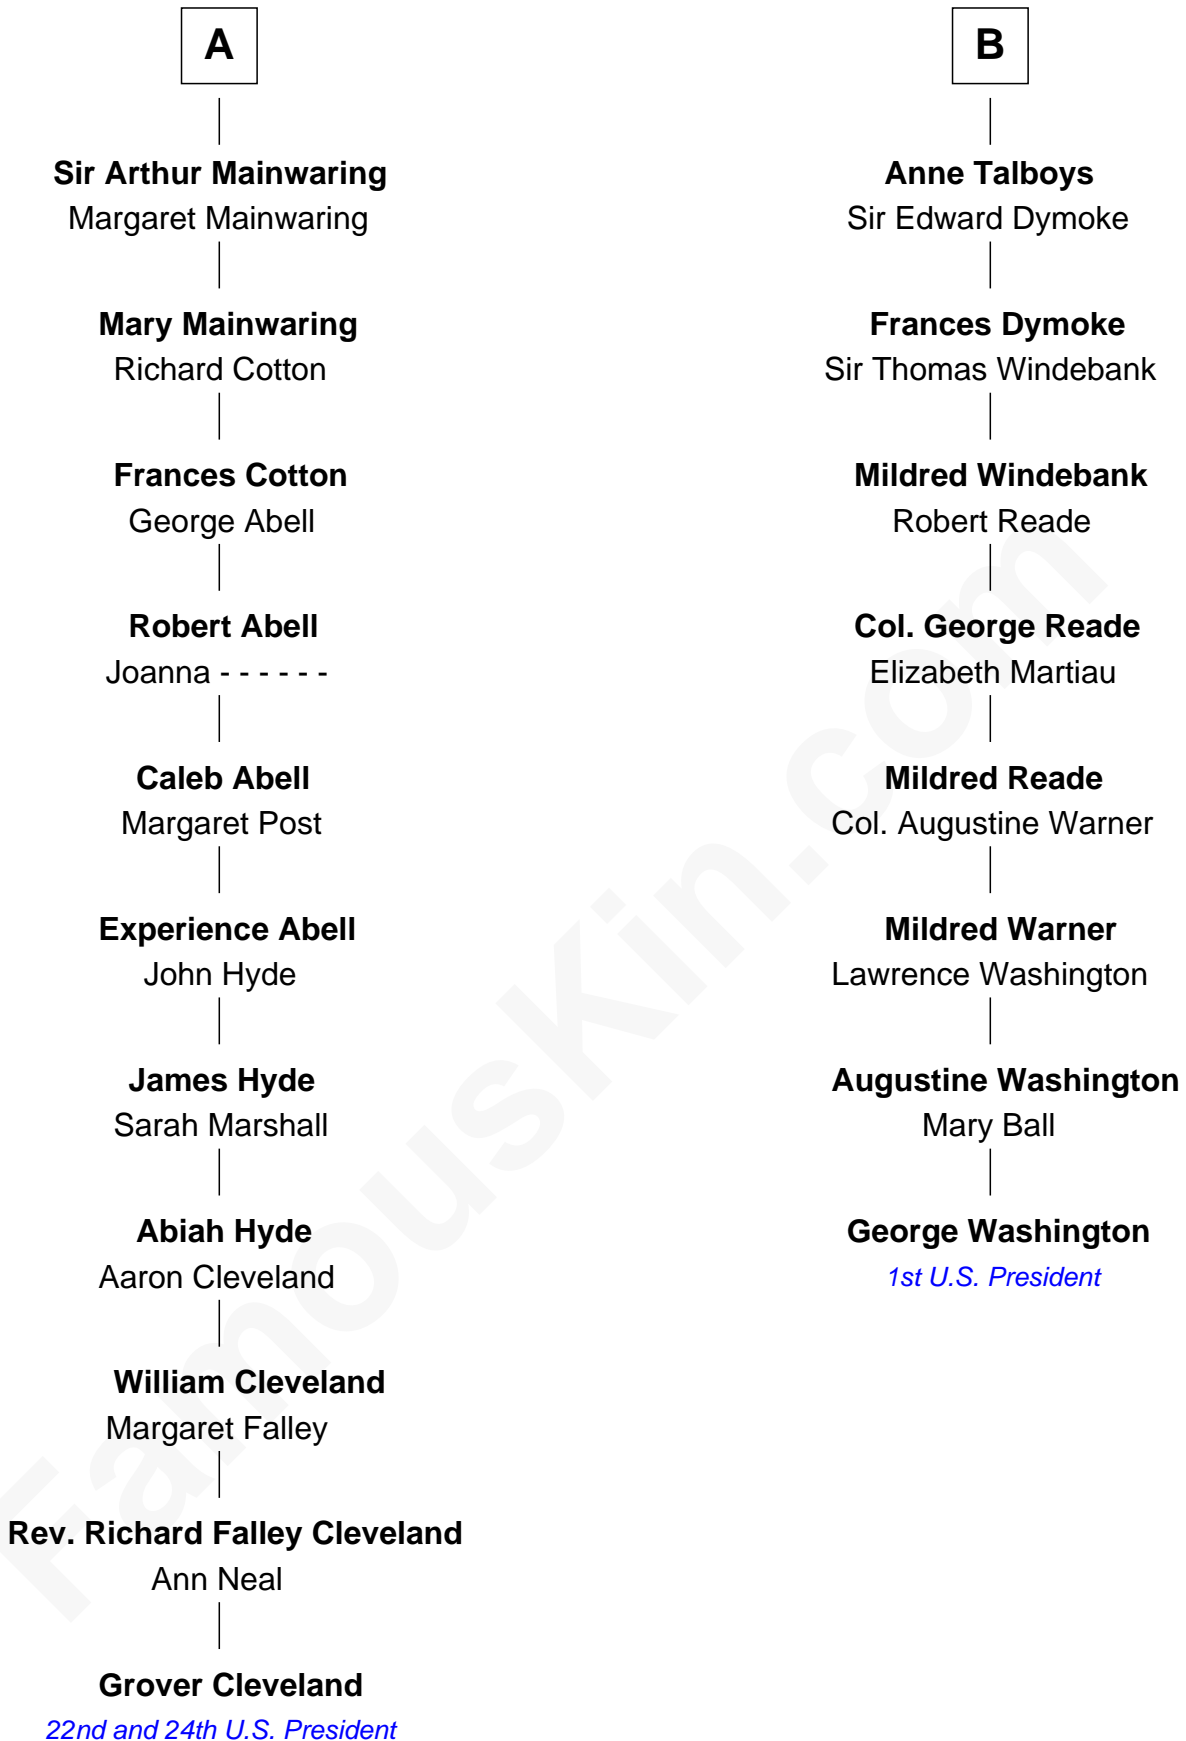 A
Sir Arthur Mainwaring
Margaret Mainwaring
Mary Mainwaring
Richard Cotton
Frances Cotton
George Abell
Robert Abell
Joanna - - - - - -
Caleb Abell
Margaret Post
Experience Abell
John Hyde
James Hyde
Sarah Marshall
Abiah Hyde
Aaron Cleveland
William Cleveland
Margaret Falley
Rev. Richard Falley Cleveland
Ann Neal
Grover Cleveland
22nd and 24th U.S. President
B
Anne Talboys
Sir Edward Dymoke
Frances Dymoke
Sir Thomas Windebank
Mildred Windebank
Robert Reade
Col. George Reade
Elizabeth Martiau
Mildred Reade
Col. Augustine Warner
Mildred Warner
Lawrence Washington
Augustine Washington
Mary Ball
George Washington
1st U.S. President
FamousKin.com